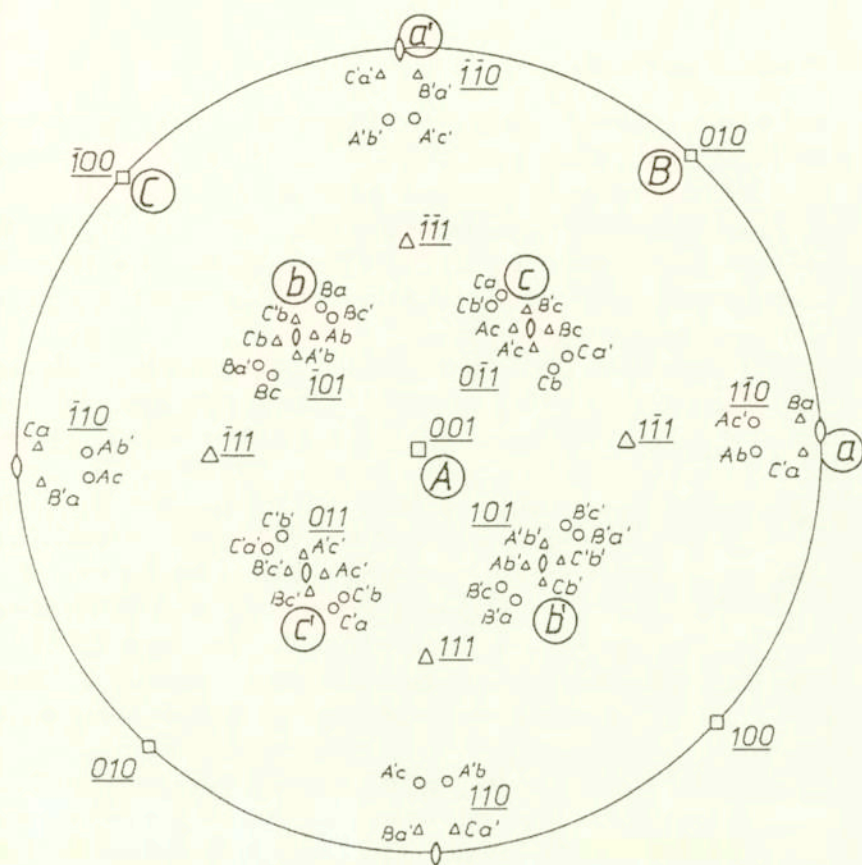 a'
C'a' B'a' 1̄1̄0
A'b' A'c'
1̄00 C
B 010
1̄1̄1
b Ba
C'b Bc'
Cb Ab
A'b
Ba' Bc 1̄01
c Ca
Cb' B'c
Ac Bc
A'c Ca'
Cb 01̄1
1̄10
Ca Ab'
B'a Ac
1̄11
001
A
11̄1
11̄0 Ba
Ac' a
Ab C'a
C'b' 011
C'a' A'c'
B'c' Ac'
Bc' C'b
C'a
c'
101 B'c'
A'b' B'a'
Ab' C'b'
B'c Cb'
B'a b'
111
010
100
A'c A'b
110
Ba' Ca'